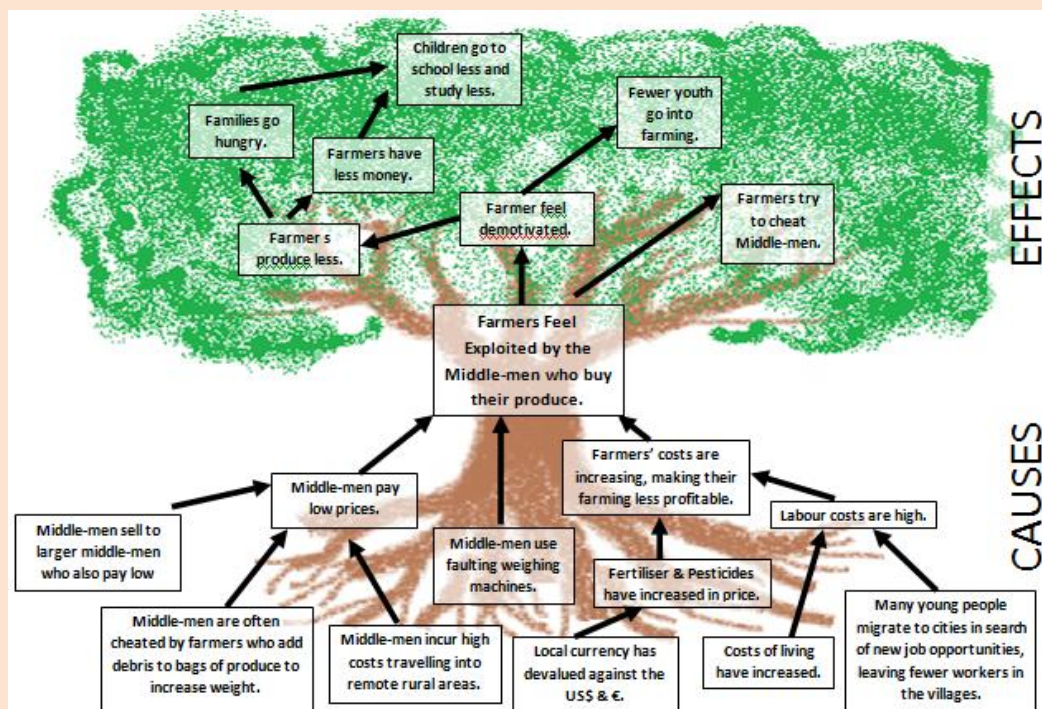 Children go to
school less and
study less.
Fewer youth
go into
farming.
Families go
hungry.
Farmers have
less money.
Farmers try
to cheat
Middle-men.
Farmer feel
demotivated.
Farmer s
produce less.
EFFECTS
Farmers Feel
Exploited by the
Middle-men who buy
their produce.
CAUSES
Farmers' costs are
increasing, making their
farming less profitable.
Middle-men pay
low prices.
Labour costs are high.
Middle-men sell to
larger middle-men
who also pay low
Middle-men use
faulting weighing
machines.
Fertiliser & Pesticides
have increased in price.
Many young people
migrate to cities in search
of new job opportunities,
leaving fewer workers in
the villages.
Middle-men are often
cheated by farmers who add
debris to bags of produce to
increase weight.
Middle-men incur high
costs travelling into
remote rural areas.
Local currency has
devalued against the
US$ & €.
Costs of living
have increased.